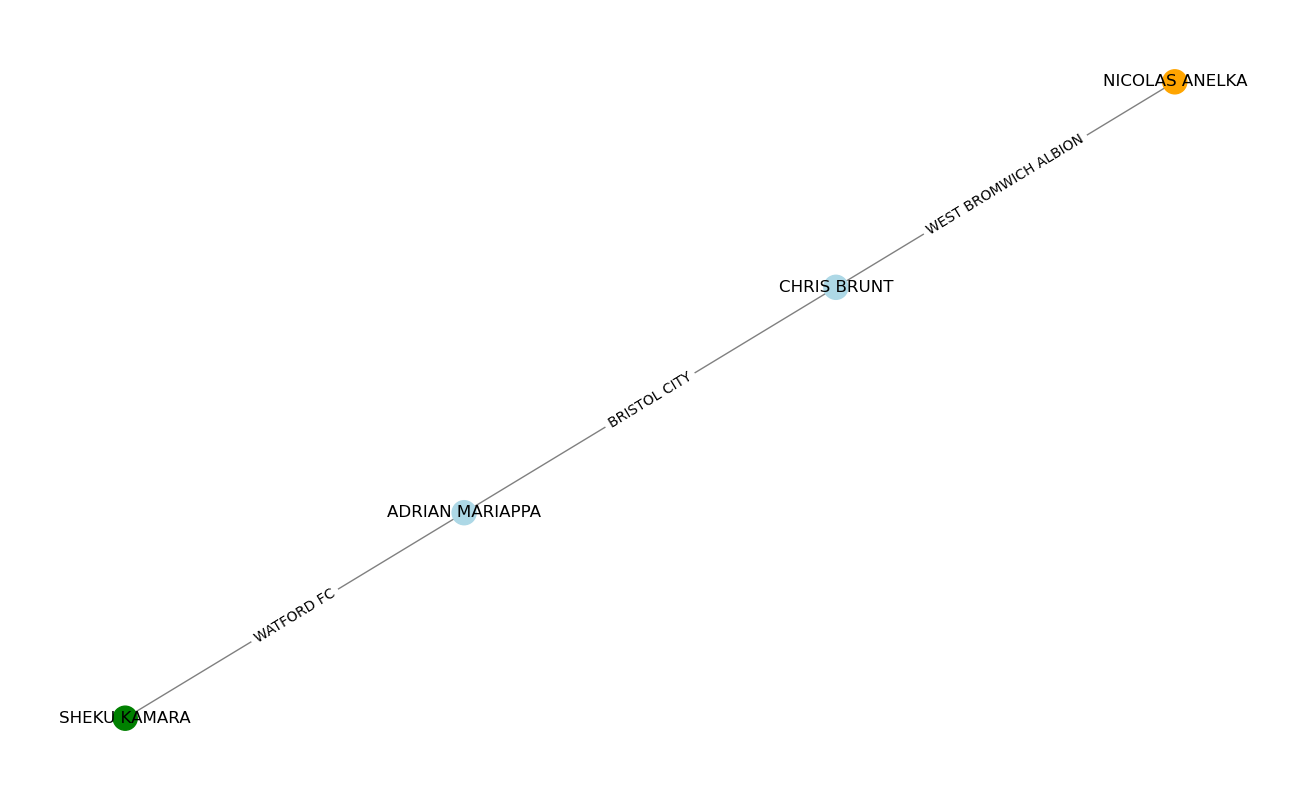 NICOLAS ANELKA
WEST BROMWICH ALBION
CHRIS BRUNT
BRISTOL CITY
ADRIAN MARIAPPA
WATFORD FC
SHEKU KAMARA